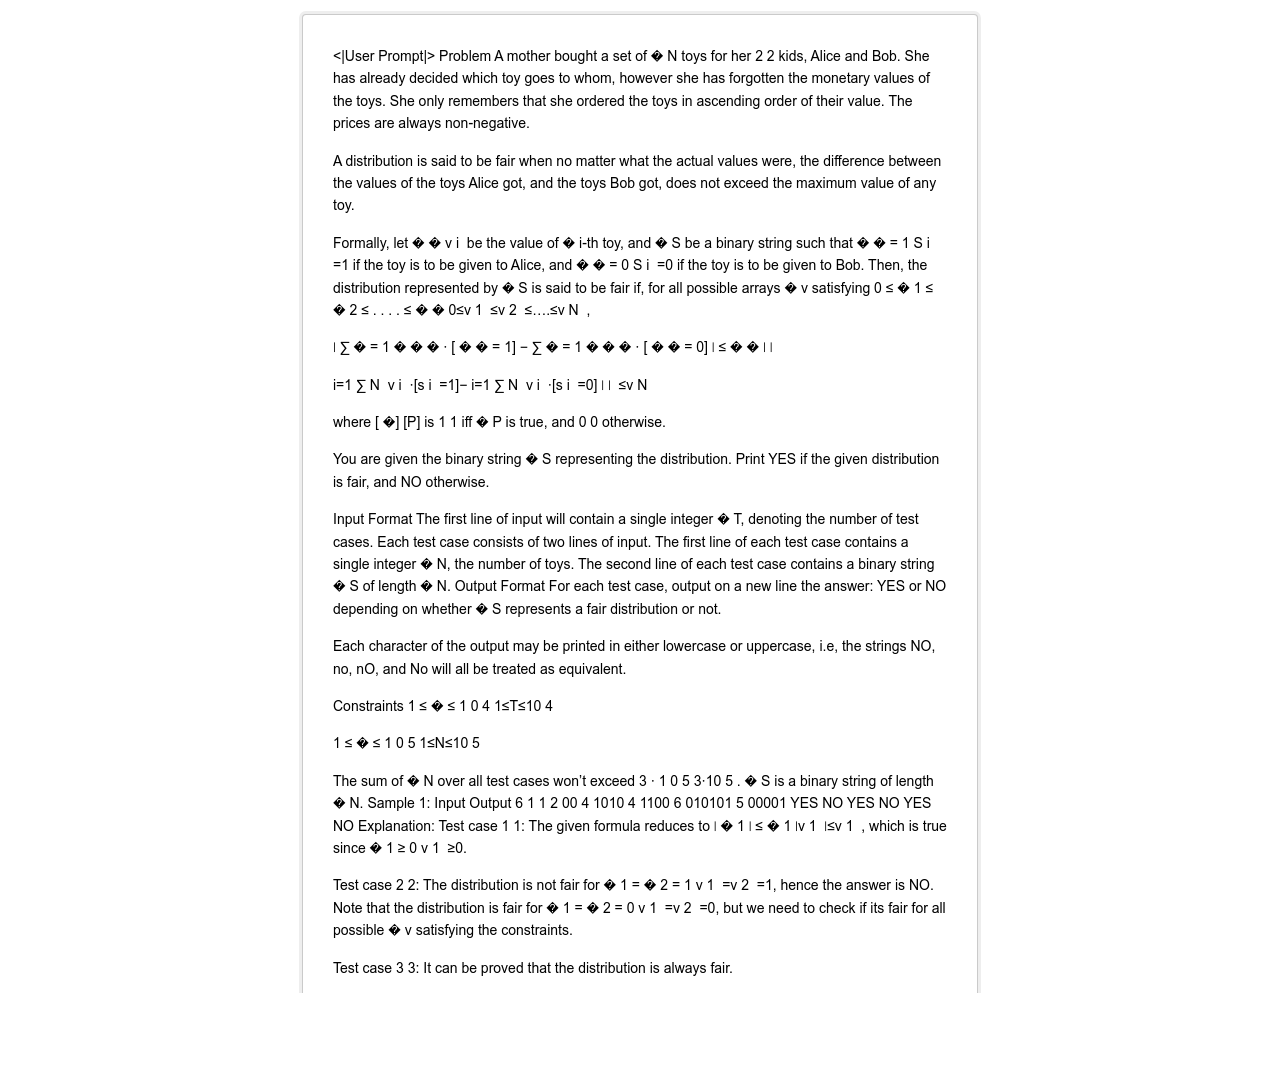 <|User Prompt|> Problem A mother bought a set of � N toys for her 2 2 kids, Alice and Bob. She
has already decided which toy goes to whom, however she has forgotten the monetary values of
the toys. She only remembers that she ordered the toys in ascending order of their value. The
prices are always non-negative.
A distribution is said to be fair when no matter what the actual values were, the difference between
the values of the toys Alice got, and the toys Bob got, does not exceed the maximum value of any
toy.
Formally, let � � v i be the value of � i-th toy, and � S be a binary string such that � � = 1 S i
=1 if the toy is to be given to Alice, and � � = 0 S i =0 if the toy is to be given to Bob. Then, the
distribution represented by � S is said to be fair if, for all possible arrays � v satisfying 0 ≤ � 1 ≤
� 2 ≤ . . . . ≤ � � 0≤v 1 ≤v 2 ≤….≤v N ,
∣ ∑ � = 1 � � � ⋅ [ � � = 1] − ∑ � = 1 � � � ⋅ [ � � = 0] ∣ ≤ � � ∣ ∣
i=1 ∑ N v i ⋅[s i =1]− i=1 ∑ N v i ⋅[s i =0] ∣ ∣ ≤v N
where [ �] [P] is 1 1 iff � P is true, and 0 0 otherwise.
You are given the binary string � S representing the distribution. Print YES if the given distribution
is fair, and NO otherwise.
Input Format The first line of input will contain a single integer � T, denoting the number of test
cases. Each test case consists of two lines of input. The first line of each test case contains a
single integer � N, the number of toys. The second line of each test case contains a binary string
� S of length � N. Output Format For each test case, output on a new line the answer: YES or NO
depending on whether � S represents a fair distribution or not.
Each character of the output may be printed in either lowercase or uppercase, i.e, the strings NO,
no, nO, and No will all be treated as equivalent.
Constraints 1 ≤ � ≤ 1 0 4 1≤T≤10 4
1 ≤ � ≤ 1 0 5 1≤N≤10 5
The sum of � N over all test cases won’t exceed 3 ⋅ 1 0 5 3⋅10 5 . � S is a binary string of length
� N. Sample 1: Input Output 6 1 1 2 00 4 1010 4 1100 6 010101 5 00001 YES NO YES NO YES
NO Explanation: Test case 1 1: The given formula reduces to ∣ � 1 ∣ ≤ � 1 ∣v 1 ∣≤v 1 , which is true
since � 1 ≥ 0 v 1 ≥0.
Test case 2 2: The distribution is not fair for � 1 = � 2 = 1 v 1 =v 2 =1, hence the answer is NO.
Note that the distribution is fair for � 1 = � 2 = 0 v 1 =v 2 =0, but we need to check if its fair for all
possible � v satisfying the constraints.
Test case 3 3: It can be proved that the distribution is always fair.